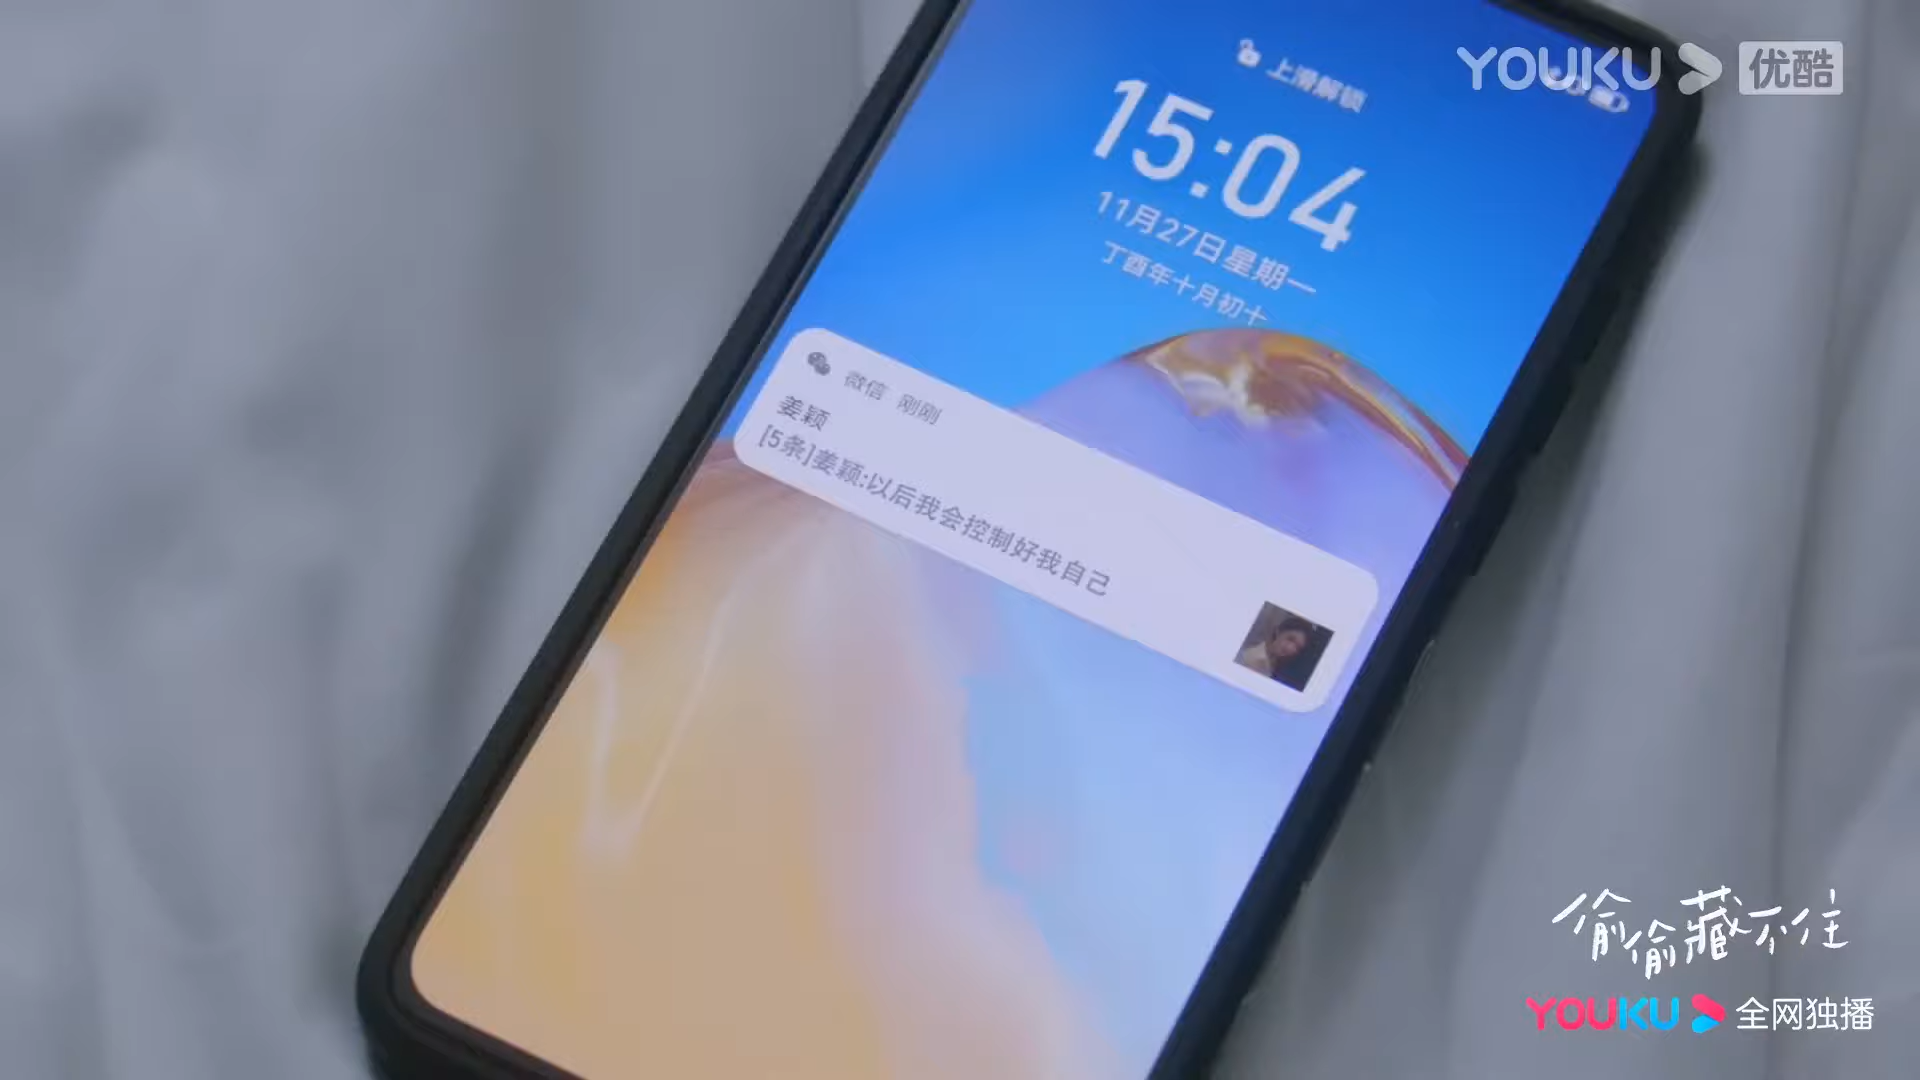 YOUKU 优酷
上滑解锁
15:04
11月27日星期一
丁酉年十月初十
微信 刚刚
姜颖
[5条]姜颖:以后我会控制好我自己
偷偷藏不住
YOUKU 全网独播